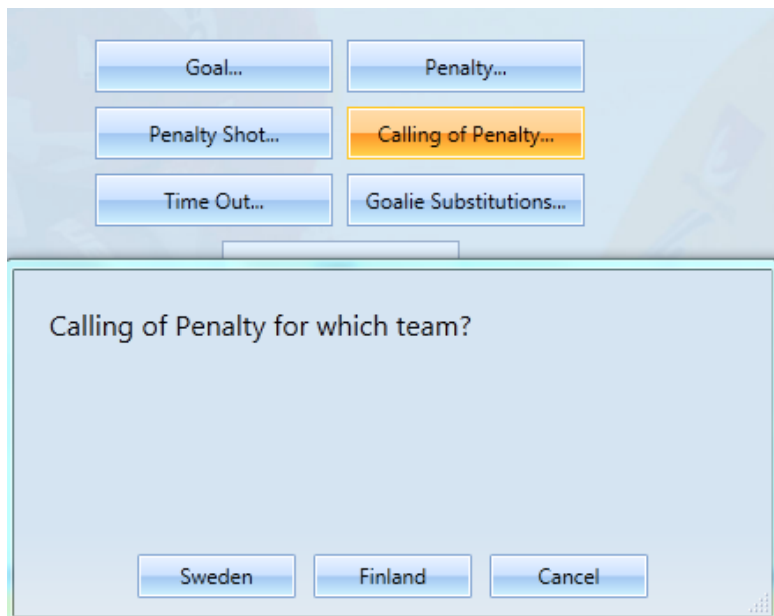 Goal... Penalty...
Penalty Shot... Calling of Penalty...
Time Out... Goalie Substitutions...
Calling of Penalty for which team?
Sweden Finland Cancel